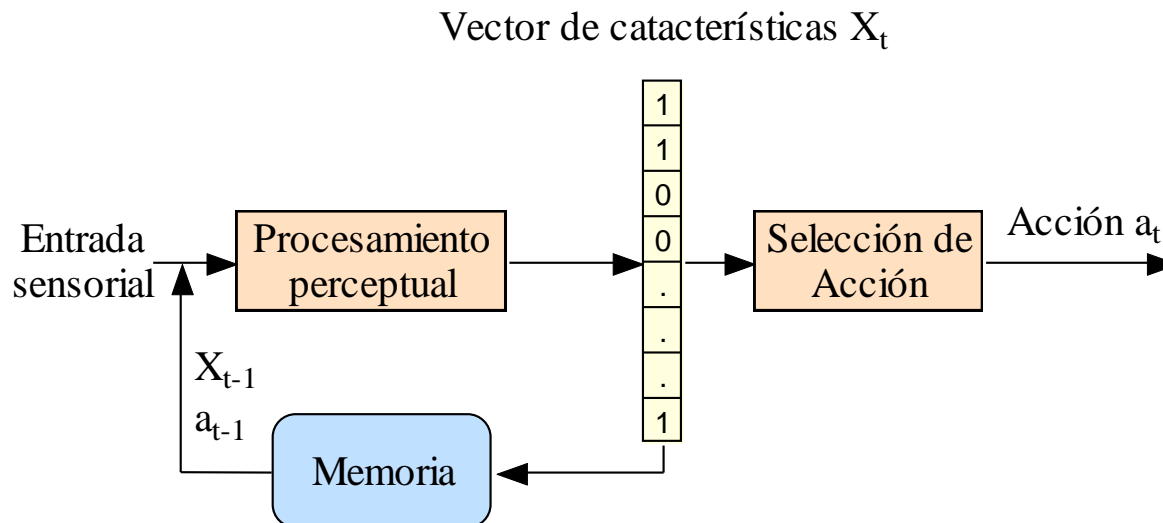 Vector de catacterísticas Xt
1
1
0
0
.
.
.
1
Entrada
sensorial
Procesamiento
perceptual
Selección de
Acción
Acción at
Xt-1
at-1
Memoria